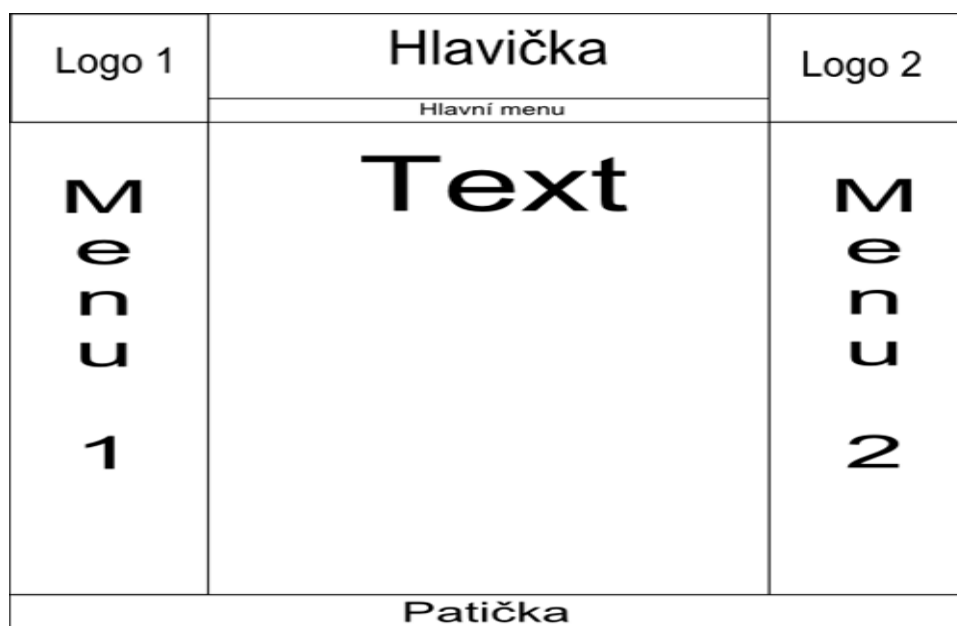 Logo 1
Hlavička
Logo 2
Hlavní menu
Menu 1
Text
Menu 2
Patička